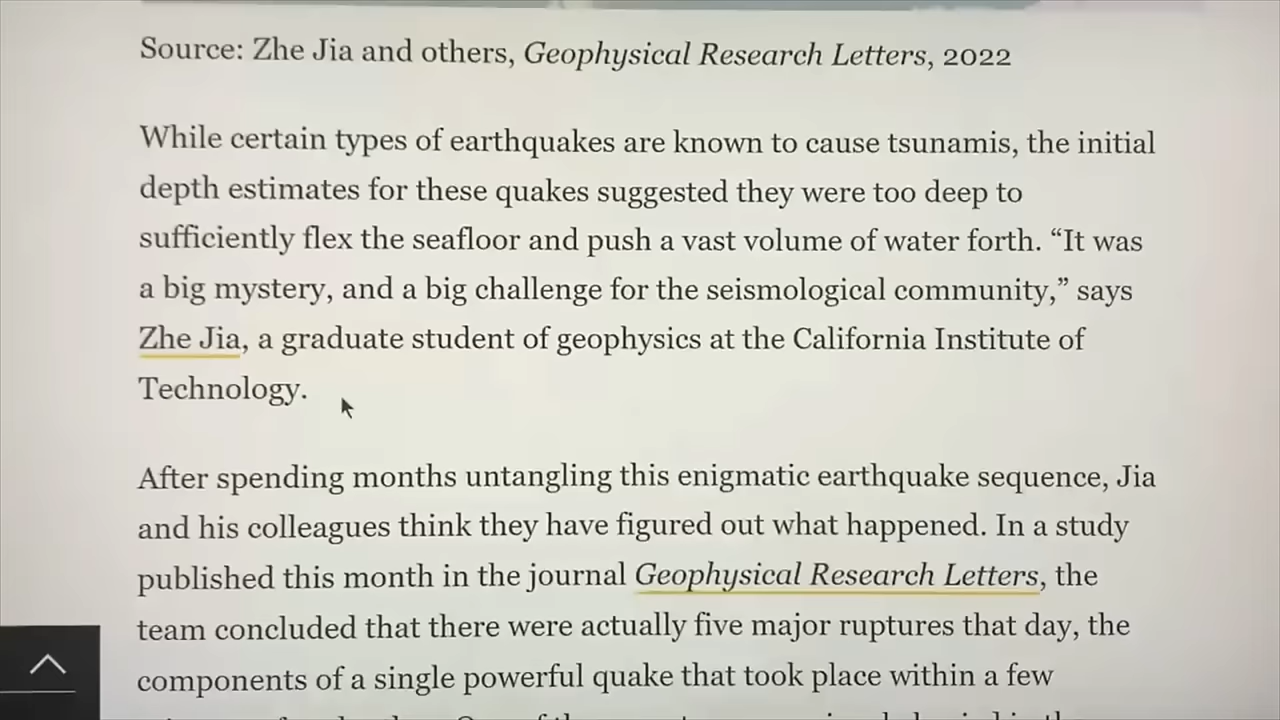 Source: Zhe Jia and others, Geophysical Research Letters, 2022
While certain types of earthquakes are known to cause tsunamis, the initial
depth estimates for these quakes suggested they were too deep to
sufficiently flex the seafloor and push a vast volume of water forth. “It was
a big mystery, and a big challenge for the seismological community,” says
Zhe Jia, a graduate student of geophysics at the California Institute of
Technology.
After spending months untangling this enigmatic earthquake sequence, Jia
and his colleagues think they have figured out what happened. In a study
published this month in the journal Geophysical Research Letters, the
team concluded that there were actually five major ruptures that day, the
components of a single powerful quake that took place within a few